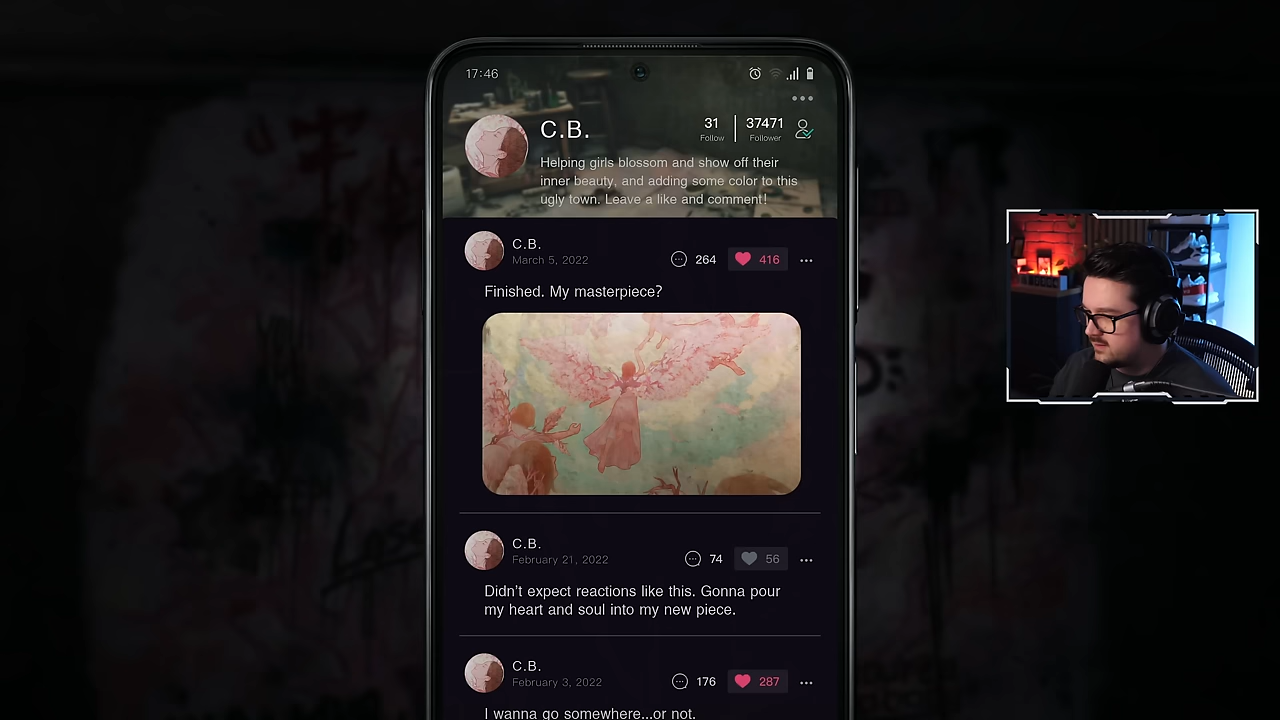 17:46
C.B.
31
Follow
37471
Follower
Helping girls blossom and show off their
inner beauty, and adding some color to this
ugly town. Leave a like and comment!
C.B.
March 5, 2022
264
416
Finished. My masterpiece?
C.B.
February 21, 2022
74
56
Didn't expect reactions like this. Gonna pour
my heart and soul into my new piece.
C.B.
February 3, 2022
176
287
I wanna go somewhere...or not.